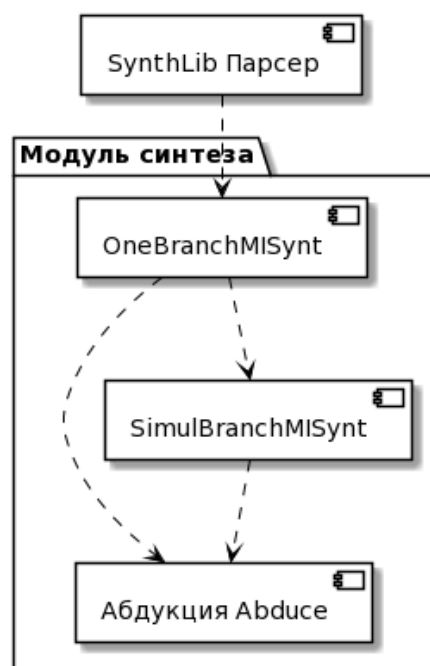 SynthLib Парсер
Модуль синтеза
OneBranchMISynt
SimulBranchMISynt
Абдукция Abduce